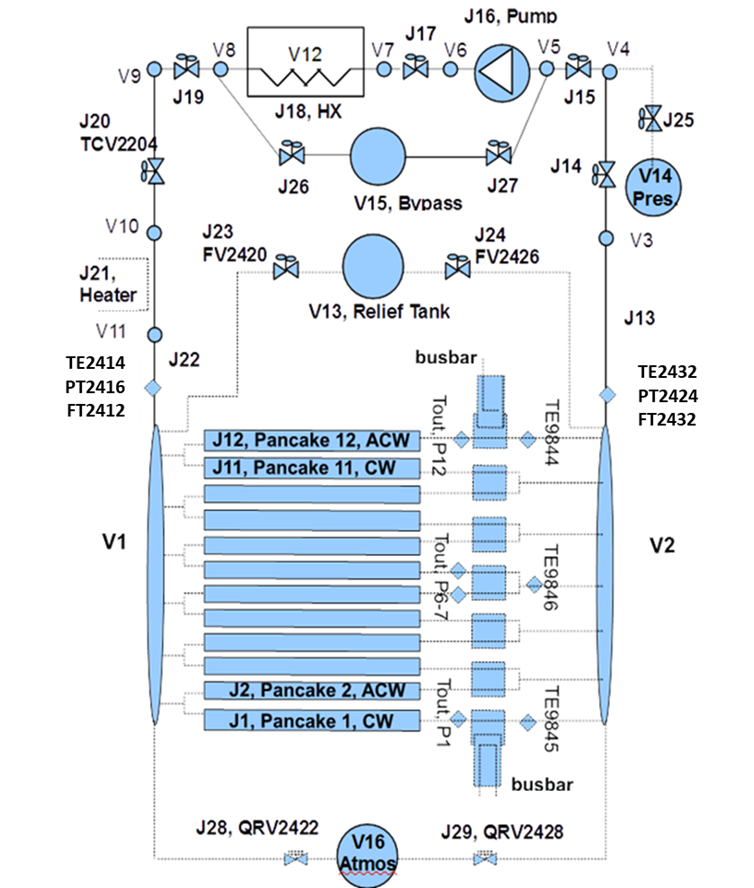 J16, Pump
V9
V8
V12
V7
J17
V6
V5
V4
J19
J18, HX
J15
J20
TCV2204
J25
J26
V15, Bypass
J27
J14
V14
Pres.
V10
J23
FV2420
J24
FV2426
V3
J21,
Heater
V13, Relief Tank
V11
J13
TE2414
PT2416
FT2412
J22
busbar
TE2432
PT2424
FT2432
J12, Pancake 12, ACW
J11, Pancake 11, CW
Tout, P12
TE9844
V1
V2
Tout, P6-7
TE9846
J2, Pancake 2, ACW
J1, Pancake 1, CW
Tout, P1
TE9845
busbar
J28, QRV2422
V16
Atmos
J29, QRV2428